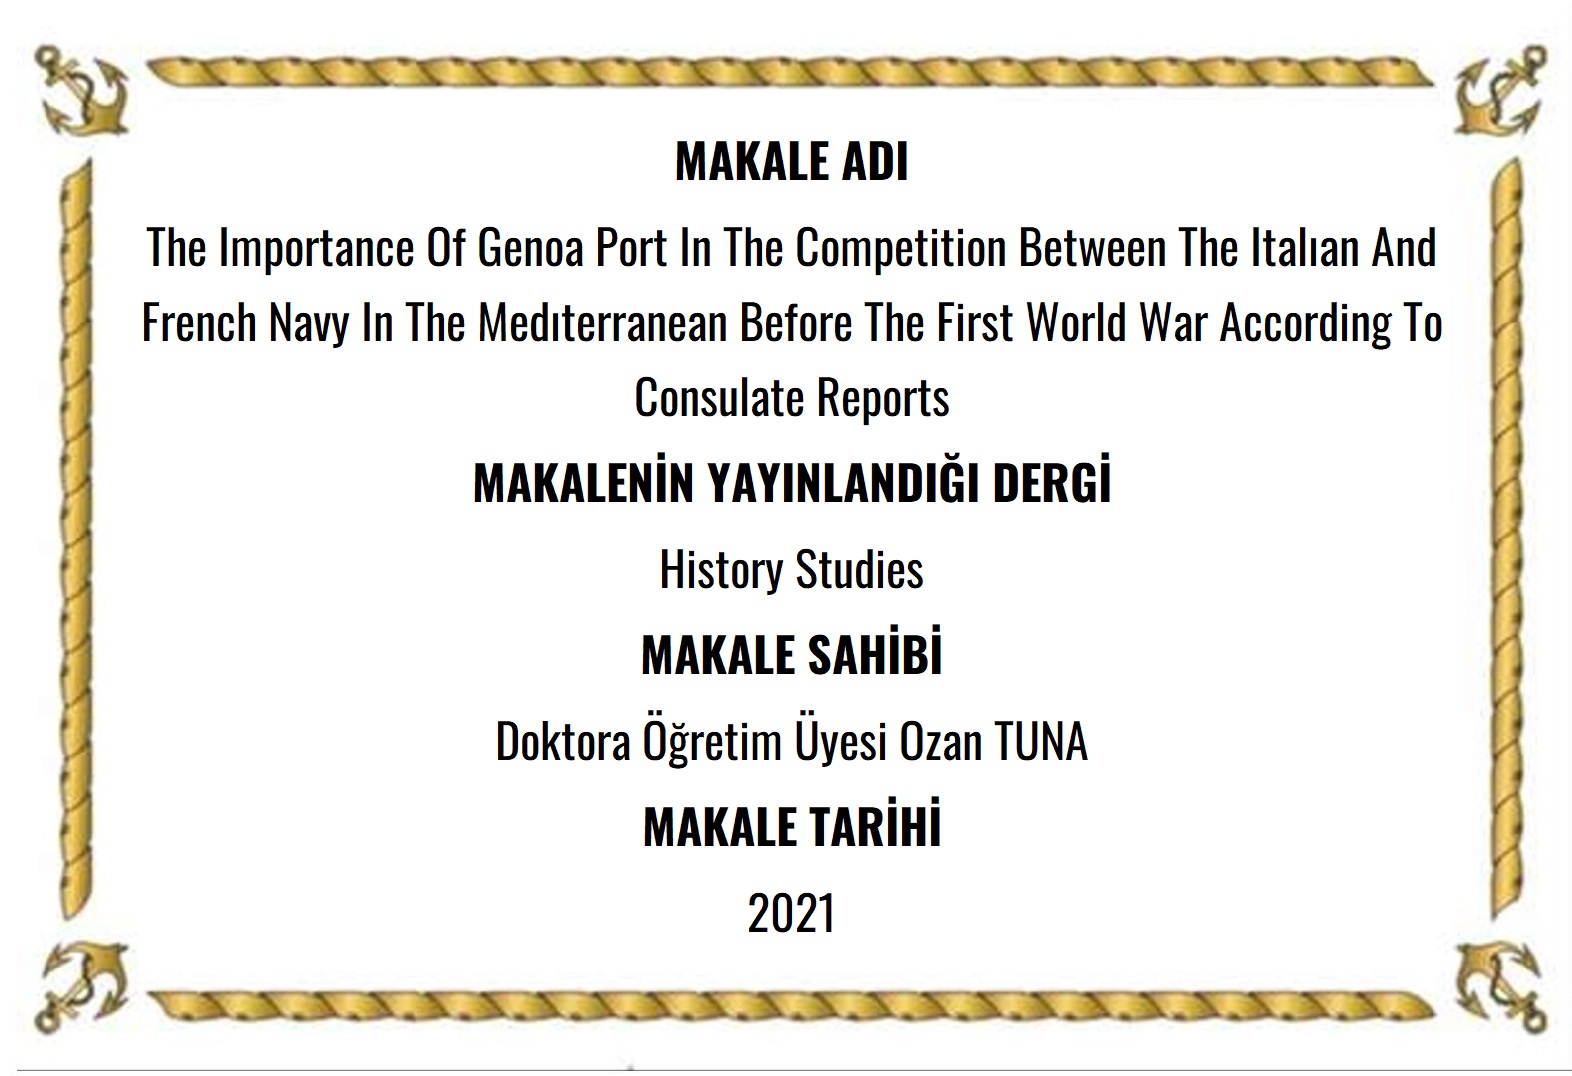 MAKALE ADI
The Importance Of Genoa Port In The Competition Between The Italıan And
French Navy In The Medıterranean Before The First World War According To
Consulate Reports
MAKALENİN YAYINLANDIĞI DERGİ
History Studies
MAKALE SAHİBİ
Doktora Öğretim Üyesi Ozan TUNA
MAKALE TARİHİ
2021